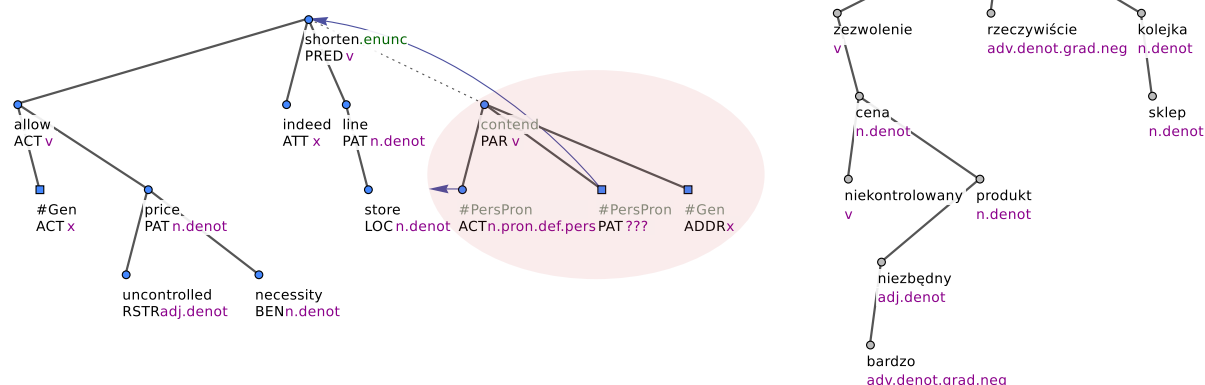 shorten.enunc
PRED v
allow
ACT v
indeed
ATT x
line
PAT n.denot
contend
PAR v
#Gen
ACT x
price
PAT n.denot
store
LOC n.denot
#PersPron
ACT n.pron.def.pers
#PersPron
PAT ???
#Gen
ADDR x
uncontrolled
RSTR adj.denot
necessity
BEN n.denot
zezwolenie
v
rzeczywiście
adv.denot.grad.neg
kolejka
n.denot
cena
n.denot
sklep
n.denot
niekontrolowany
v
produkt
n.denot
niezbędny
adj.denot
bardzo
adv.denot.grad.neg